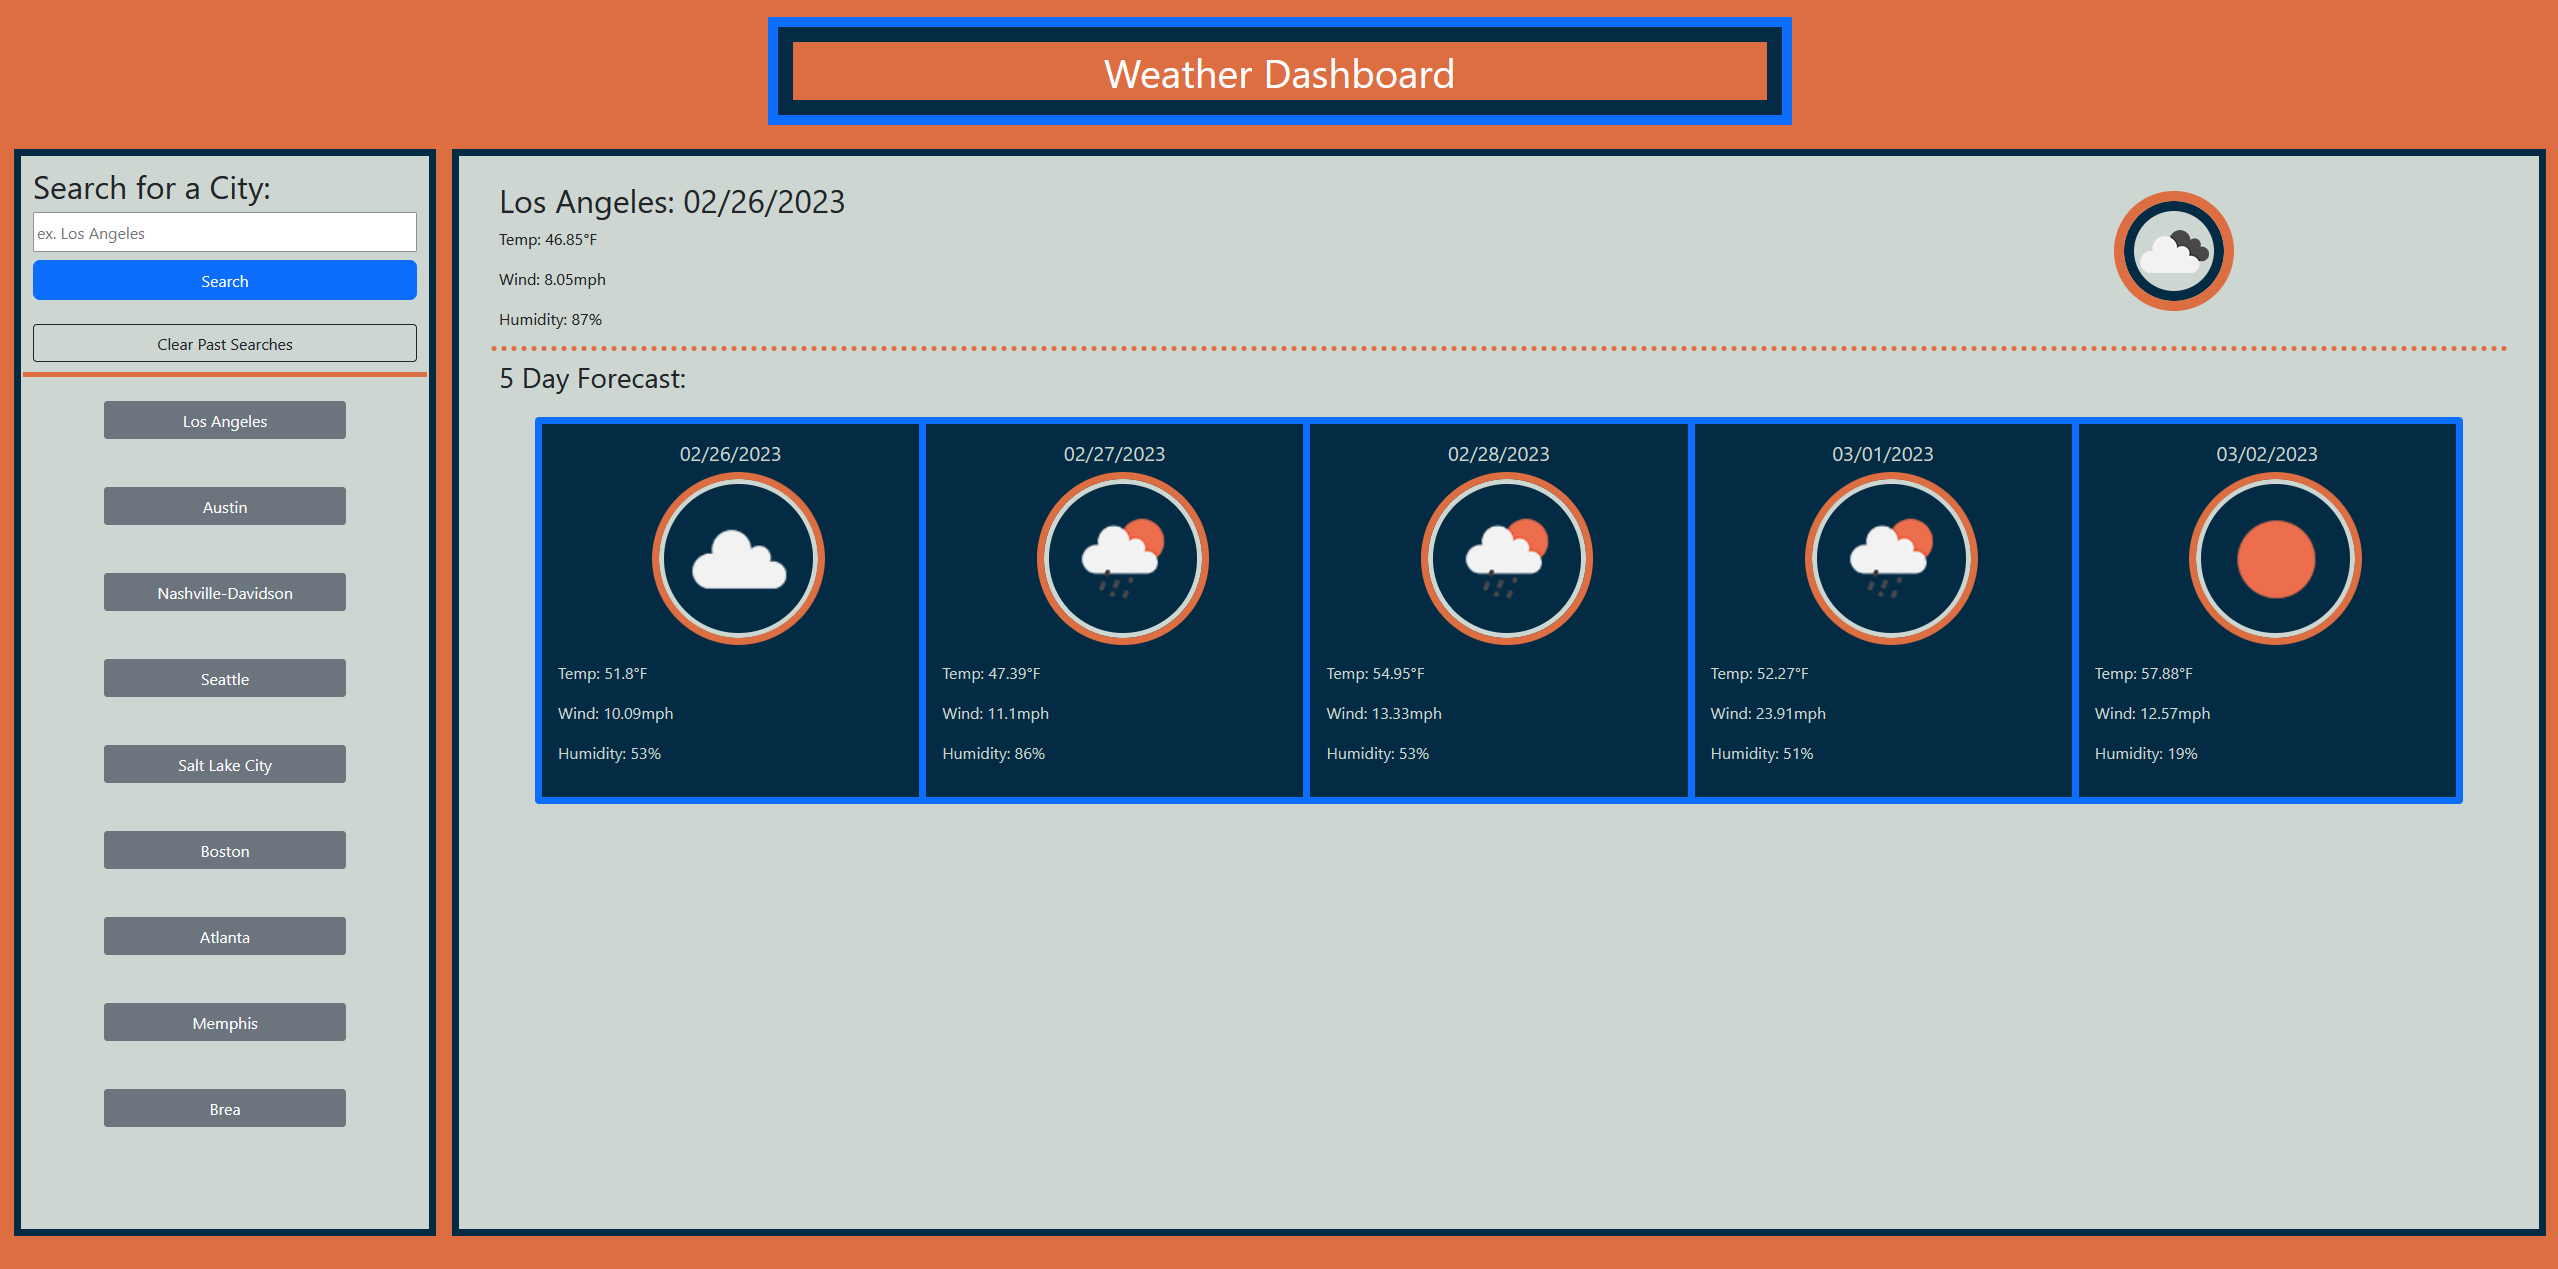 Weather Dashboard
Search for a City:
ex. Los Angeles
Search
Clear Past Searches
Los Angeles
Austin
Nashville-Davidson
Seattle
Salt Lake City
Boston
Atlanta
Memphis
Brea
Los Angeles: 02/26/2023
Temp: 46.85°F
Wind: 8.05mph
Humidity: 87%
5 Day Forecast:
02/26/2023
Temp: 51.8°F
Wind: 10.09mph
Humidity: 53%
02/27/2023
Temp: 47.39°F
Wind: 11.1mph
Humidity: 86%
02/28/2023
Temp: 54.95°F
Wind: 13.33mph
Humidity: 53%
03/01/2023
Temp: 52.27°F
Wind: 23.91mph
Humidity: 51%
03/02/2023
Temp: 57.88°F
Wind: 12.57mph
Humidity: 19%